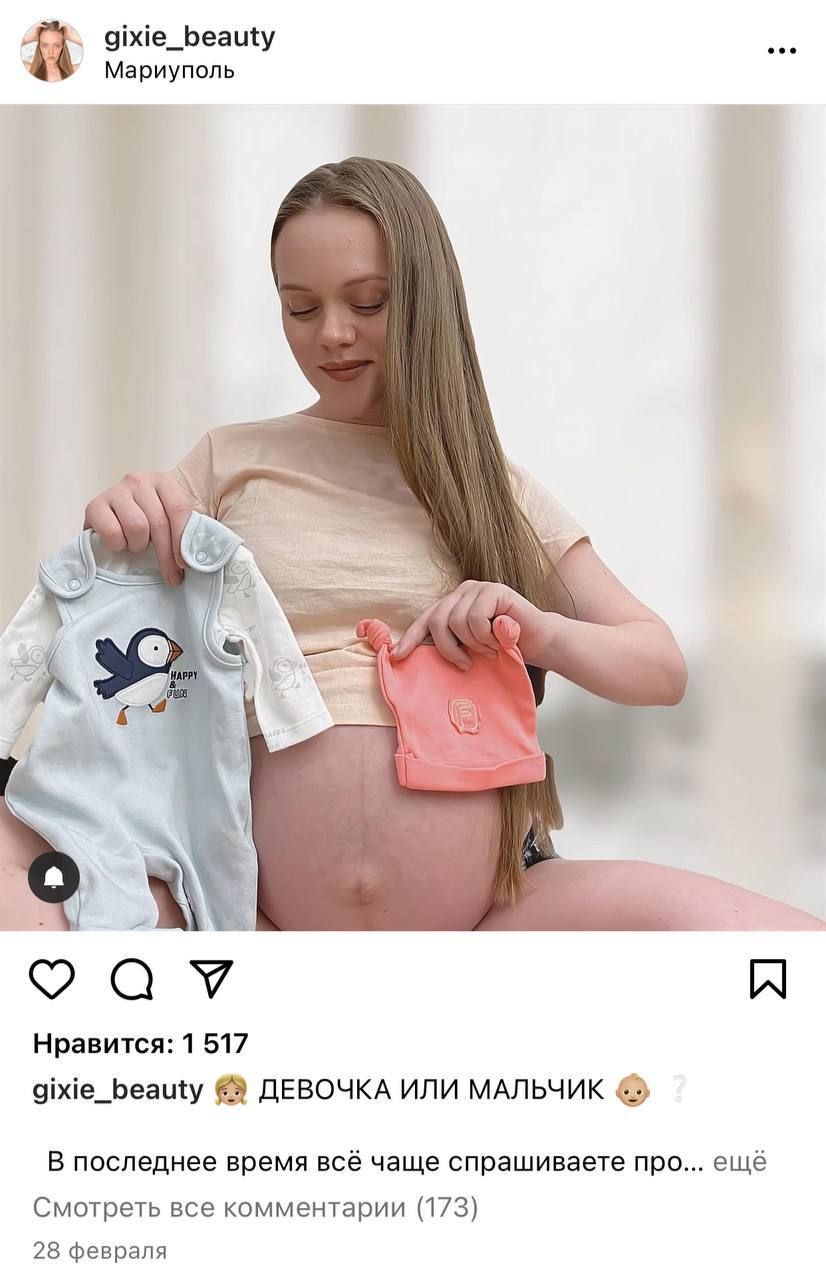 gixie_beauty
Мариуполь
HAPPY
&
FUN
F
Нравится: 1 517
gixie_beauty 👧🏼 ДЕВОЧКА ИЛИ МАЛЬЧИК 👶🏼 ❔
В последнее время всё чаще спрашиваете про... ещё
Смотреть все комментарии (173)
28 февраля